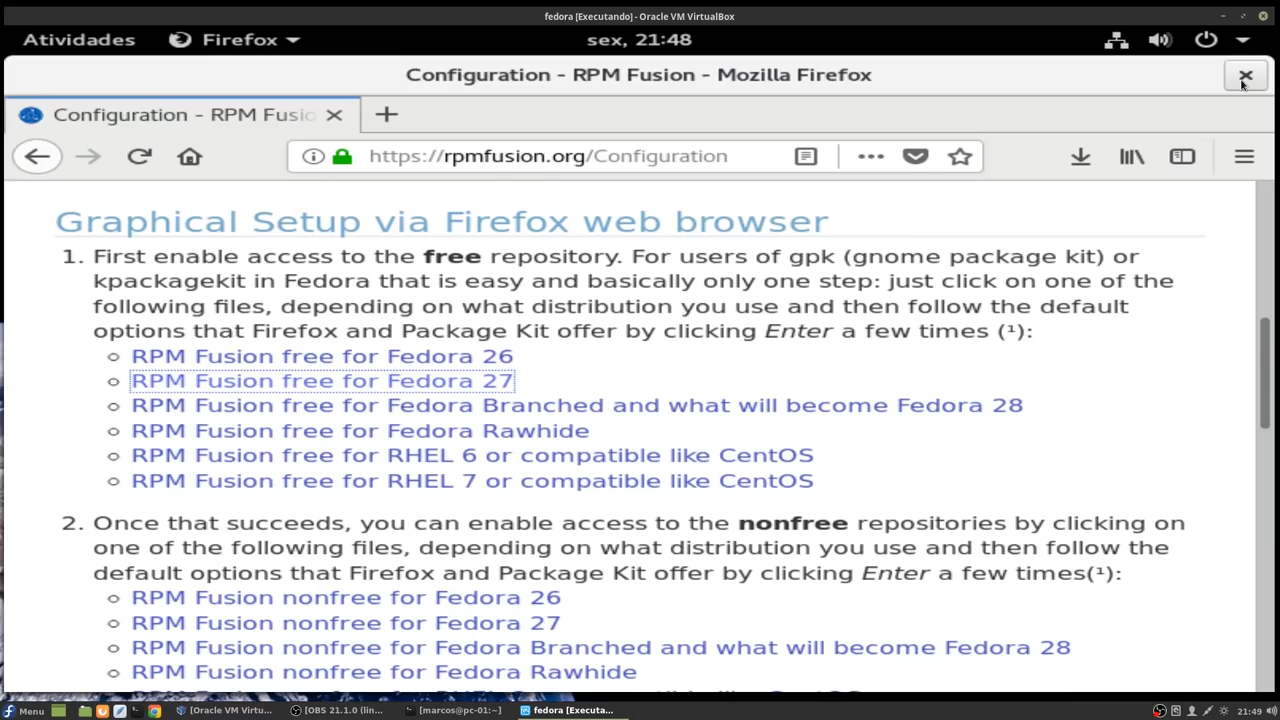 fedora [Executando] - Oracle VM VirtualBox
Atividades Firefox sex, 21:48
Configuration - RPM Fusion - Mozilla Firefox
Configuration - RPM Fusio
https://rpmfusion.org/Configuration
Graphical Setup via Firefox web browser
1. First enable access to the free repository. For users of gpk (gnome package kit) or
kpackagekit in Fedora that is easy and basically only one step: just click on one of the
following files, depending on what distribution you use and then follow the default
options that Firefox and Package Kit offer by clicking Enter a few times (¹):
RPM Fusion free for Fedora 26
RPM Fusion free for Fedora 27
RPM Fusion free for Fedora Branched and what will become Fedora 28
RPM Fusion free for Fedora Rawhide
RPM Fusion free for RHEL 6 or compatible like CentOS
RPM Fusion free for RHEL 7 or compatible like CentOS
2. Once that succeeds, you can enable access to the nonfree repositories by clicking on
one of the following files, depending on what distribution you use and then follow the
default options that Firefox and Package Kit offer by clicking Enter a few times(¹):
RPM Fusion nonfree for Fedora 26
RPM Fusion nonfree for Fedora 27
RPM Fusion nonfree for Fedora Branched and what will become Fedora 28
RPM Fusion nonfree for Fedora Rawhide
Menu [Oracle VM Virtu... [OBS 21.1.0 (lin... [marcos@pc-01:~] fedora [Executa... 21:49